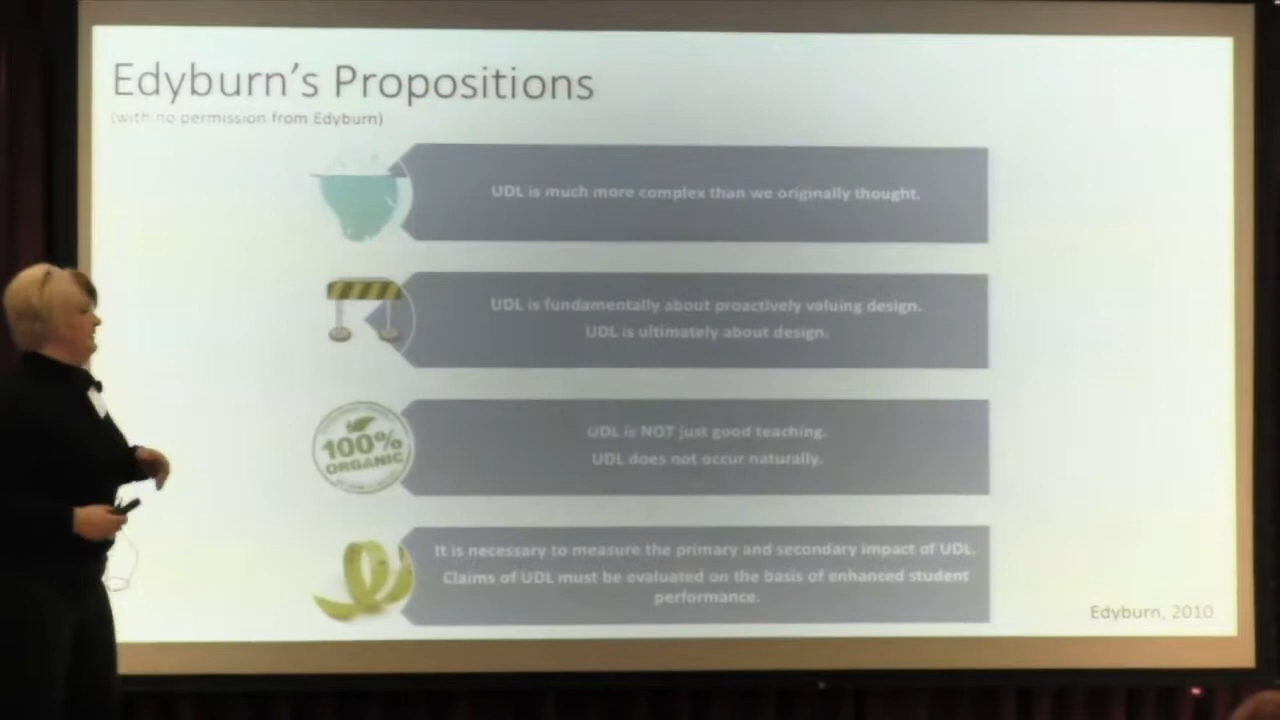 Edyburn's Propositions
(with no permission from Edyburn)
UDL is much more complex than we originally thought.
UDL is fundamentally about proactively valuing design.
UDL is ultimately about design.
100%
ORGANIC
UDL is NOT just good teaching.
UDL does not occur naturally.
It is necessary to measure the primary and secondary impact of UDL.
Claims of UDL must be evaluated on the basis of enhanced student
performance.
Edyburn, 2010